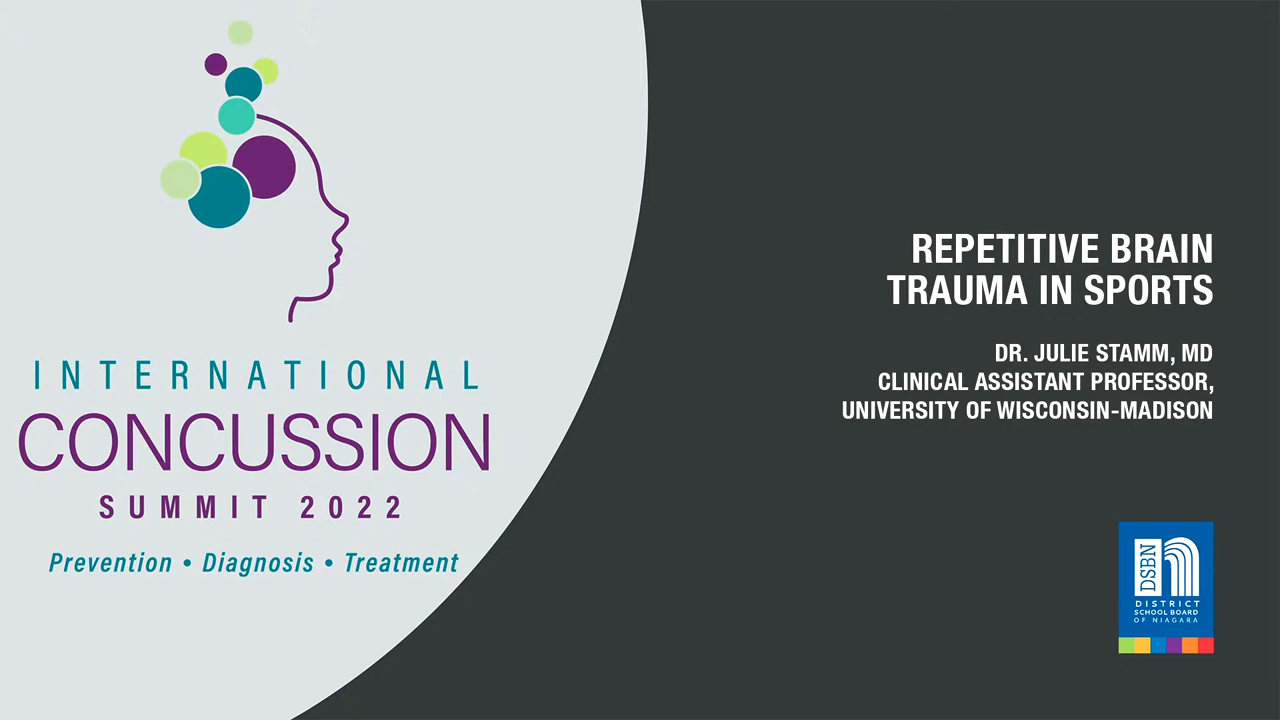 INTERNATIONAL
CONCUSSION
SUMMIT 2022
Prevention • Diagnosis • Treatment
REPETITIVE BRAIN
TRAUMA IN SPORTS
DR. JULIE STAMM, MD
CLINICAL ASSISTANT PROFESSOR,
UNIVERSITY OF WISCONSIN-MADISON
DSBN
DISTRICT
SCHOOL BOARD
OF NIAGARA